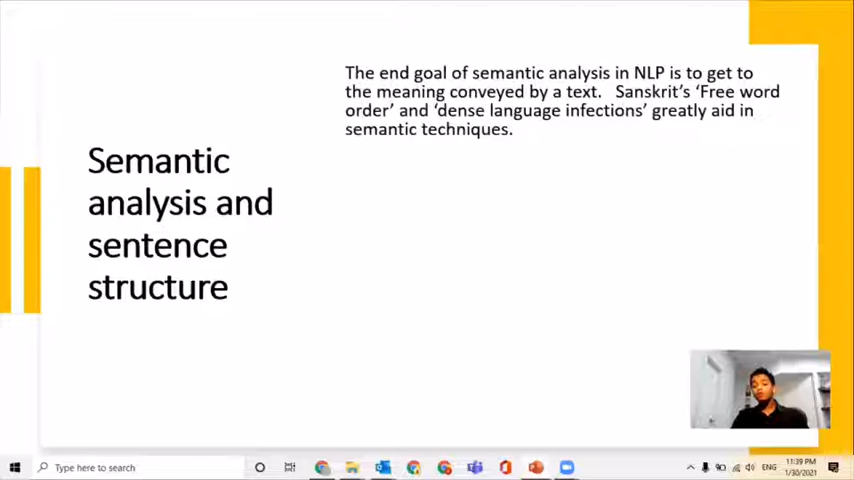 The end goal of semantic analysis in NLP is to get to
the meaning conveyed by a text.   Sanskrit's 'Free word
order' and 'dense language infections' greatly aid in
semantic techniques.
Semantic
analysis and
sentence
structure
Type here to search
ENG
11:39 PM
1/30/2021